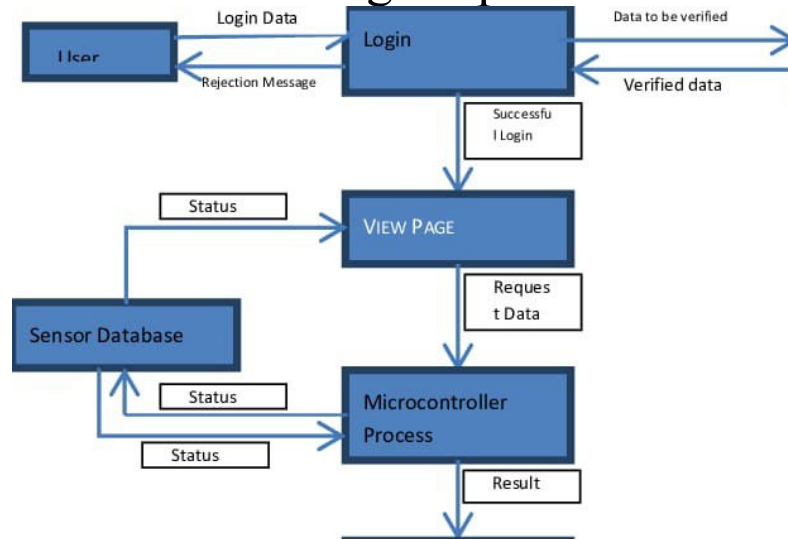 Login Data
Data to be verified
Login
User
Rejection Message
Verified data
Successfu
l Login
Status
VIEW PAGE
Reques
t Data
Sensor Database
Status
Microcontroller
Process
Status
Result